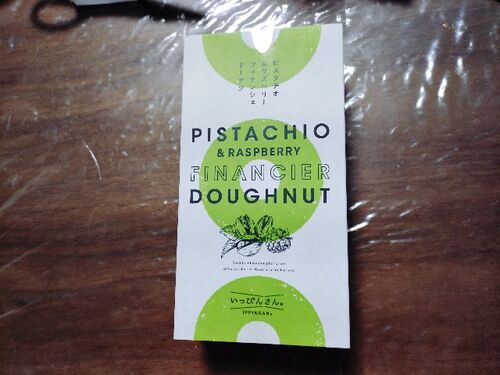 ピスタチオ
&ラズベリー
フィナンシェ
ドーナツ
PISTACHIO
& RASPBERRY
FINANCIER
DOUGHNUT
いっぴんさん
IPPINSAN